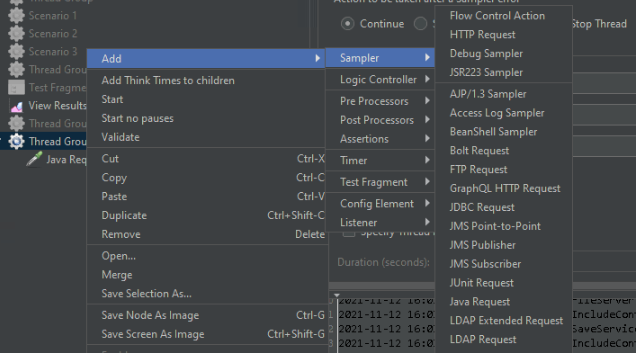 Thread Group
Scenario 1
Scenario 2
Scenario 3
Thread Grou
Test Fragme
View Results
Thread Grou
Thread Grou
Java Req
Action to be taken after a Sampler error
Continue
Stop Thread
Add
Add Think Times to children
Start
Start no pauses
Validate
Cut Ctrl-X
Copy Ctrl-C
Paste Ctrl-V
Duplicate Ctrl+Shift-C
Remove Delete
Open...
Merge
Save Selection As...
Save Node As Image Ctrl-G
Save Screen As Image Ctrl+Shift-G
Sampler
Logic Controller
Pre Processors
Post Processors
Assertions
Timer
Test Fragment
Config Element
Listener
Flow Control Action
HTTP Request
Debug Sampler
JSR223 Sampler
AJP/1.3 Sampler
Access Log Sampler
BeanShell Sampler
Bolt Request
FTP Request
GraphQL HTTP Request
JDBC Request
JMS Point-to-Point
JMS Publisher
JMS Subscriber
JUnit Request
Java Request
LDAP Extended Request
LDAP Request
Specify Thread
Duration (seconds):
2021-11-12 16:0
2021-11-12 16:0 IncludeCont
2021-11-12 16:0 SaveService
2021-11-12 16:0 IncludeCont